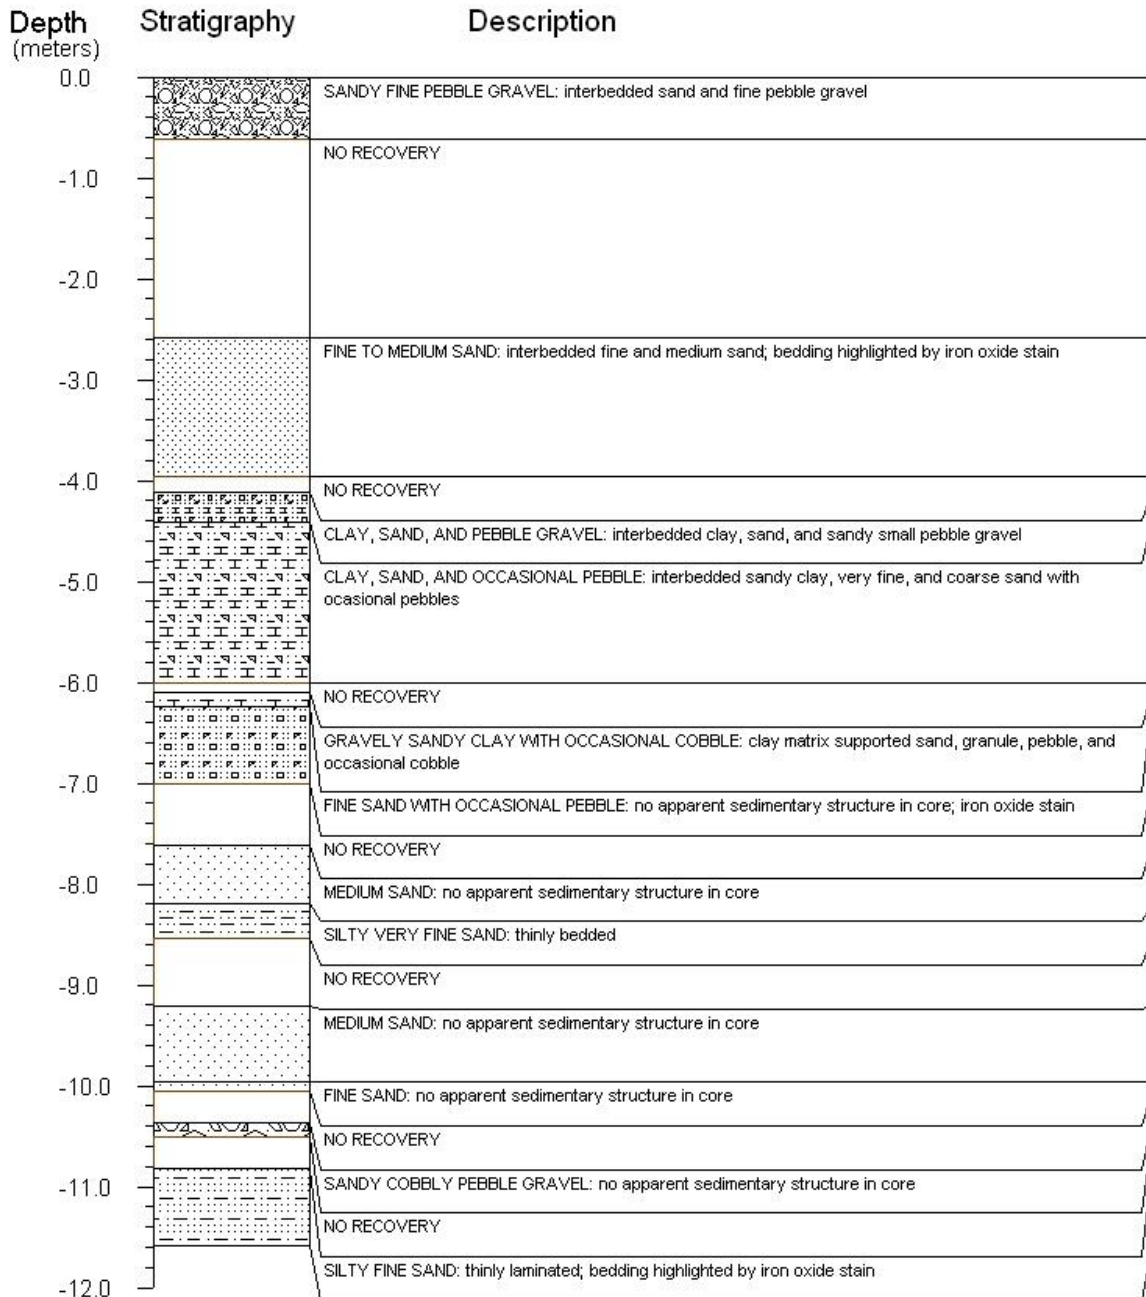 Depth Stratigraphy Description
(meters)
0.0
SANDY FINE PEBBLE GRAVEL: interbedded sand and fine pebble gravel
NO RECOVERY
-1.0
-2.0
FINE TO MEDIUM SAND: interbedded fine and medium sand; bedding highlighted by iron oxide stain
-3.0
-4.0
NO RECOVERY
CLAY, SAND, AND PEBBLE GRAVEL: interbedded clay, sand, and sandy small pebble gravel
-5.0
CLAY, SAND, AND OCCASIONAL PEBBLE: interbedded sandy clay, very fine, and coarse sand with
ocasional pebbles
-6.0
NO RECOVERY
GRAVELY SANDY CLAY WITH OCCASIONAL COBBLE: clay matrix supported sand, granule, pebble, and
occasional cobble
-7.0
FINE SAND WITH OCCASIONAL PEBBLE: no apparent sedimentary structure in core; iron oxide stain
NO RECOVERY
-8.0
MEDIUM SAND: no apparent sedimentary structure in core
SILTY VERY FINE SAND: thinly bedded
-9.0
NO RECOVERY
MEDIUM SAND: no apparent sedimentary structure in core
-10.0
FINE SAND: no apparent sedimentary structure in core
NO RECOVERY
-11.0
SANDY COBBLY PEBBLE GRAVEL: no apparent sedimentary structure in core
NO RECOVERY
SILTY FINE SAND: thinly laminated; bedding highlighted by iron oxide stain
-12.0